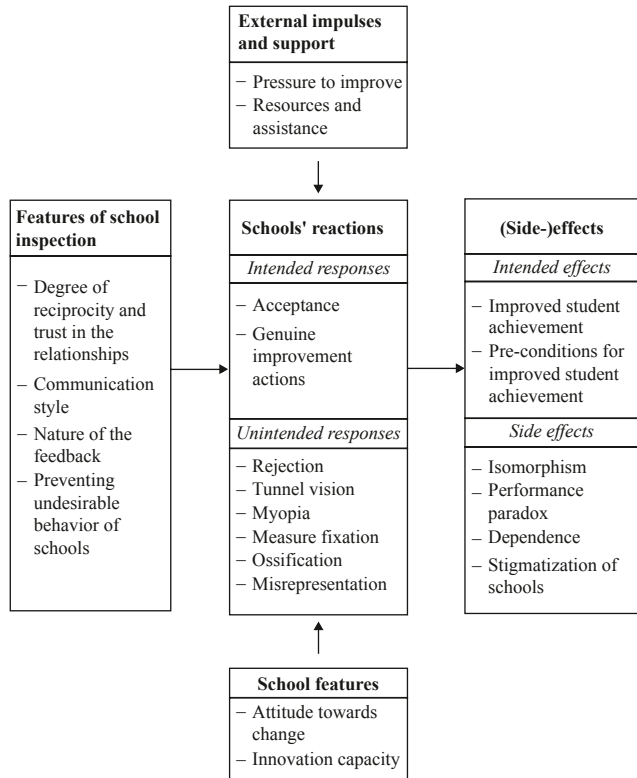 External impulses
and support
– Pressure to improve
– Resources and
assistance
Features of school
inspection
– Degree of
reciprocity and
trust in the
relationships
– Communication
style
– Nature of the
feedback
– Preventing
undesirable
behavior of
schools
Schools' reactions
Intended responses
– Acceptance
– Genuine
improvement
actions
Unintended responses
– Rejection
– Tunnel vision
– Myopia
– Measure fixation
– Ossification
– Misrepresentation
(Side-)effects
Intended effects
– Improved student
achievement
– Pre-conditions for
improved student
achievement
Side effects
– Isomorphism
– Performance
paradox
– Dependence
– Stigmatization of
schools
School features
– Attitude towards
change
– Innovation capacity